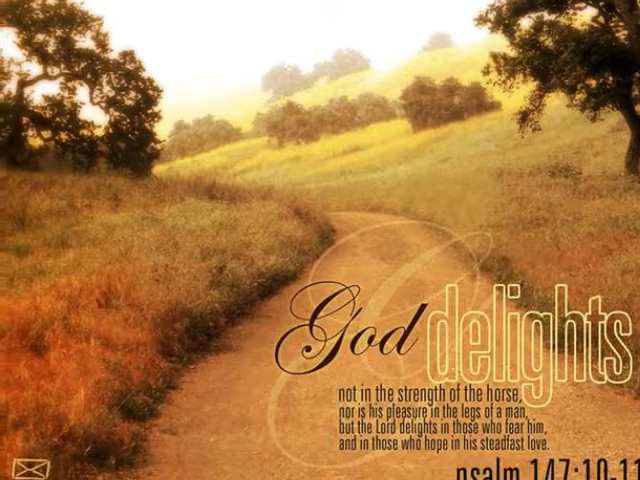 God delights
not in the strength of the horse,
nor is his pleasure in the legs of a man,
but the Lord delights in those who fear him,
and in those who hope in his steadfast love.
psalm 147:10-11